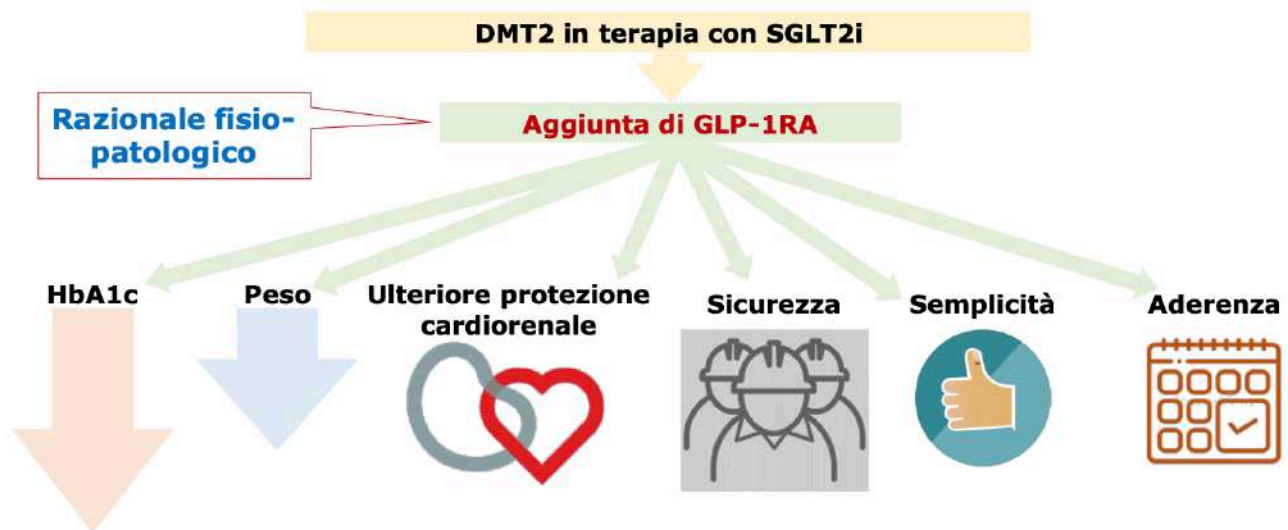 DMT2 in terapia con SGLT2i
Razionale fisio-
patologico
Aggiunta di GLP-1RA
HbA1c
Peso
Ulteriore protezione
cardiorenale
Sicurezza
Semplicità
Aderenza